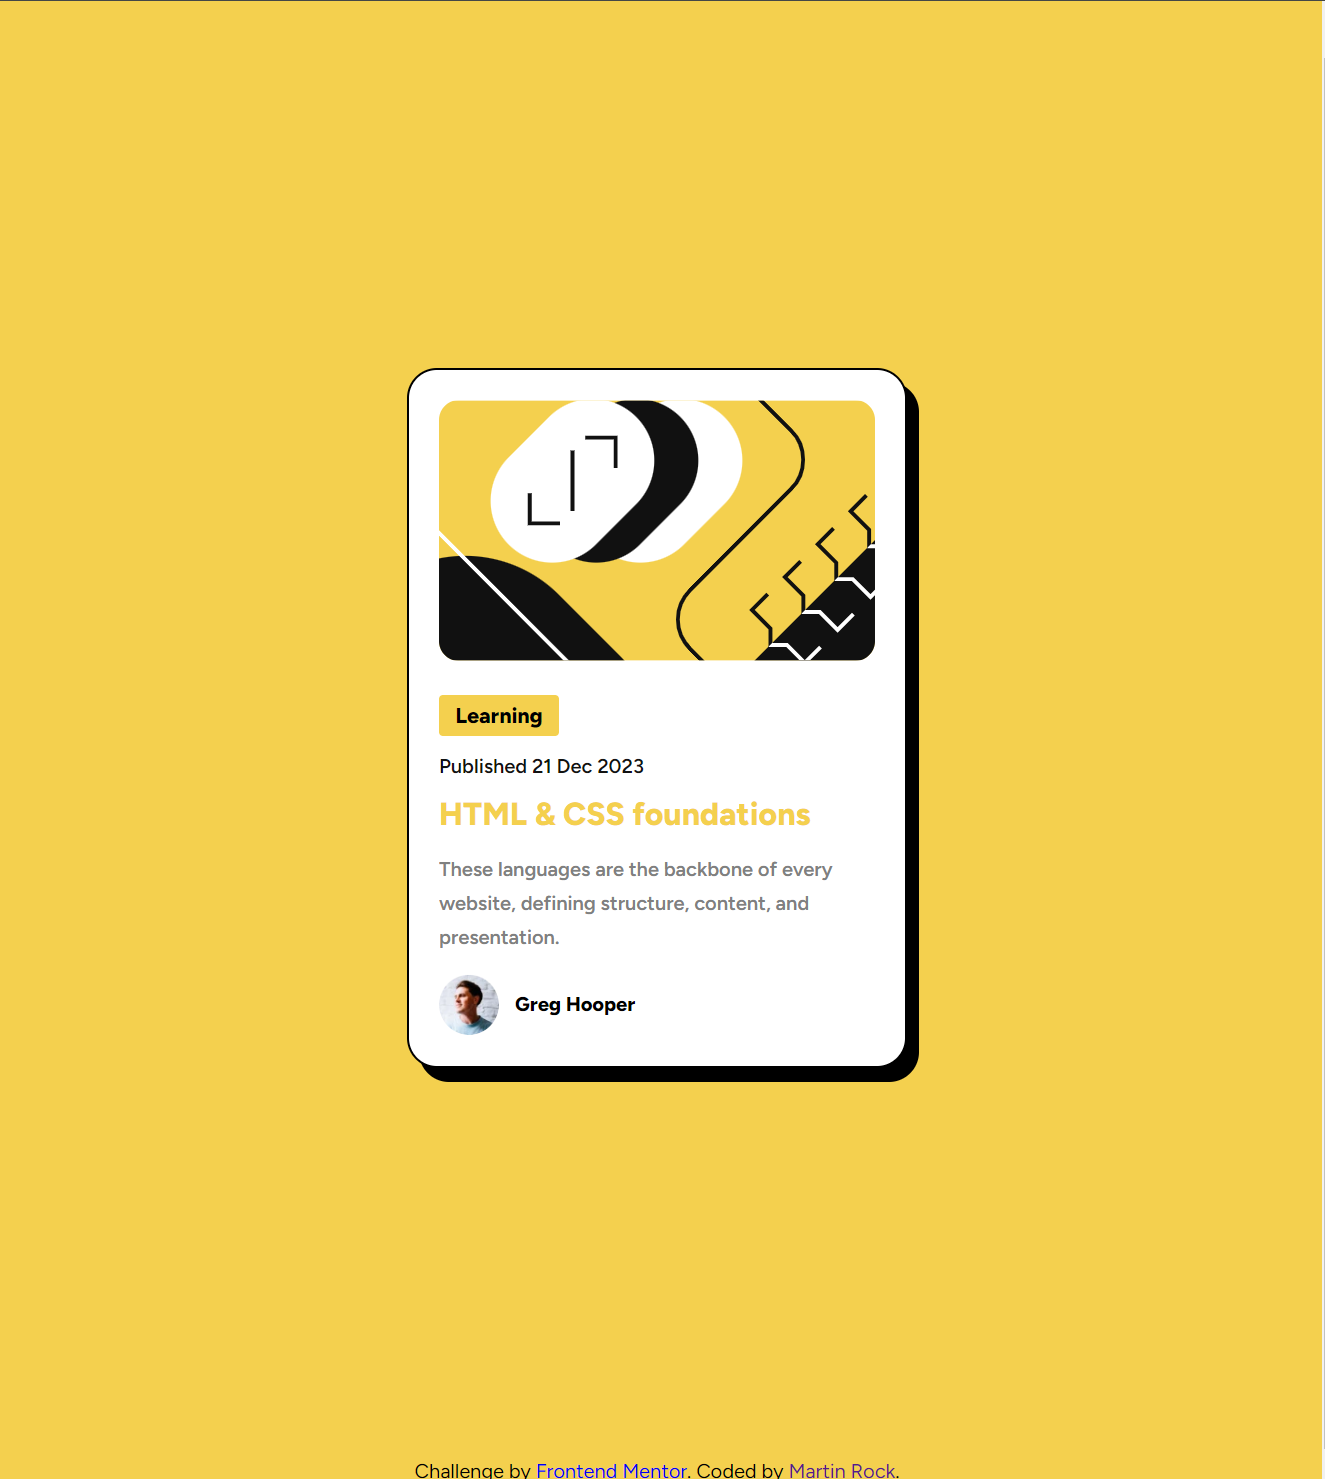 Learning
Published 21 Dec 2023
HTML & CSS foundations
These languages are the backbone of every
website, defining structure, content, and
presentation.
Greg Hooper
Challenge by Frontend Mentor. Coded by Martin Rock.